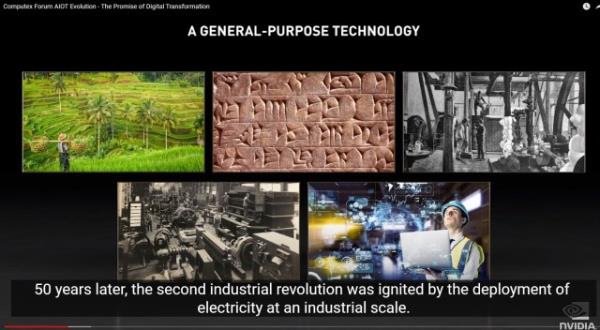 Computex Forum AIOT Evolution - The Promise of Digital Transformation
A GENERAL-PURPOSE TECHNOLOGY
50 years later, the second industrial revolution was ignited by the deployment of
electricity at an industrial scale.
NVIDIA